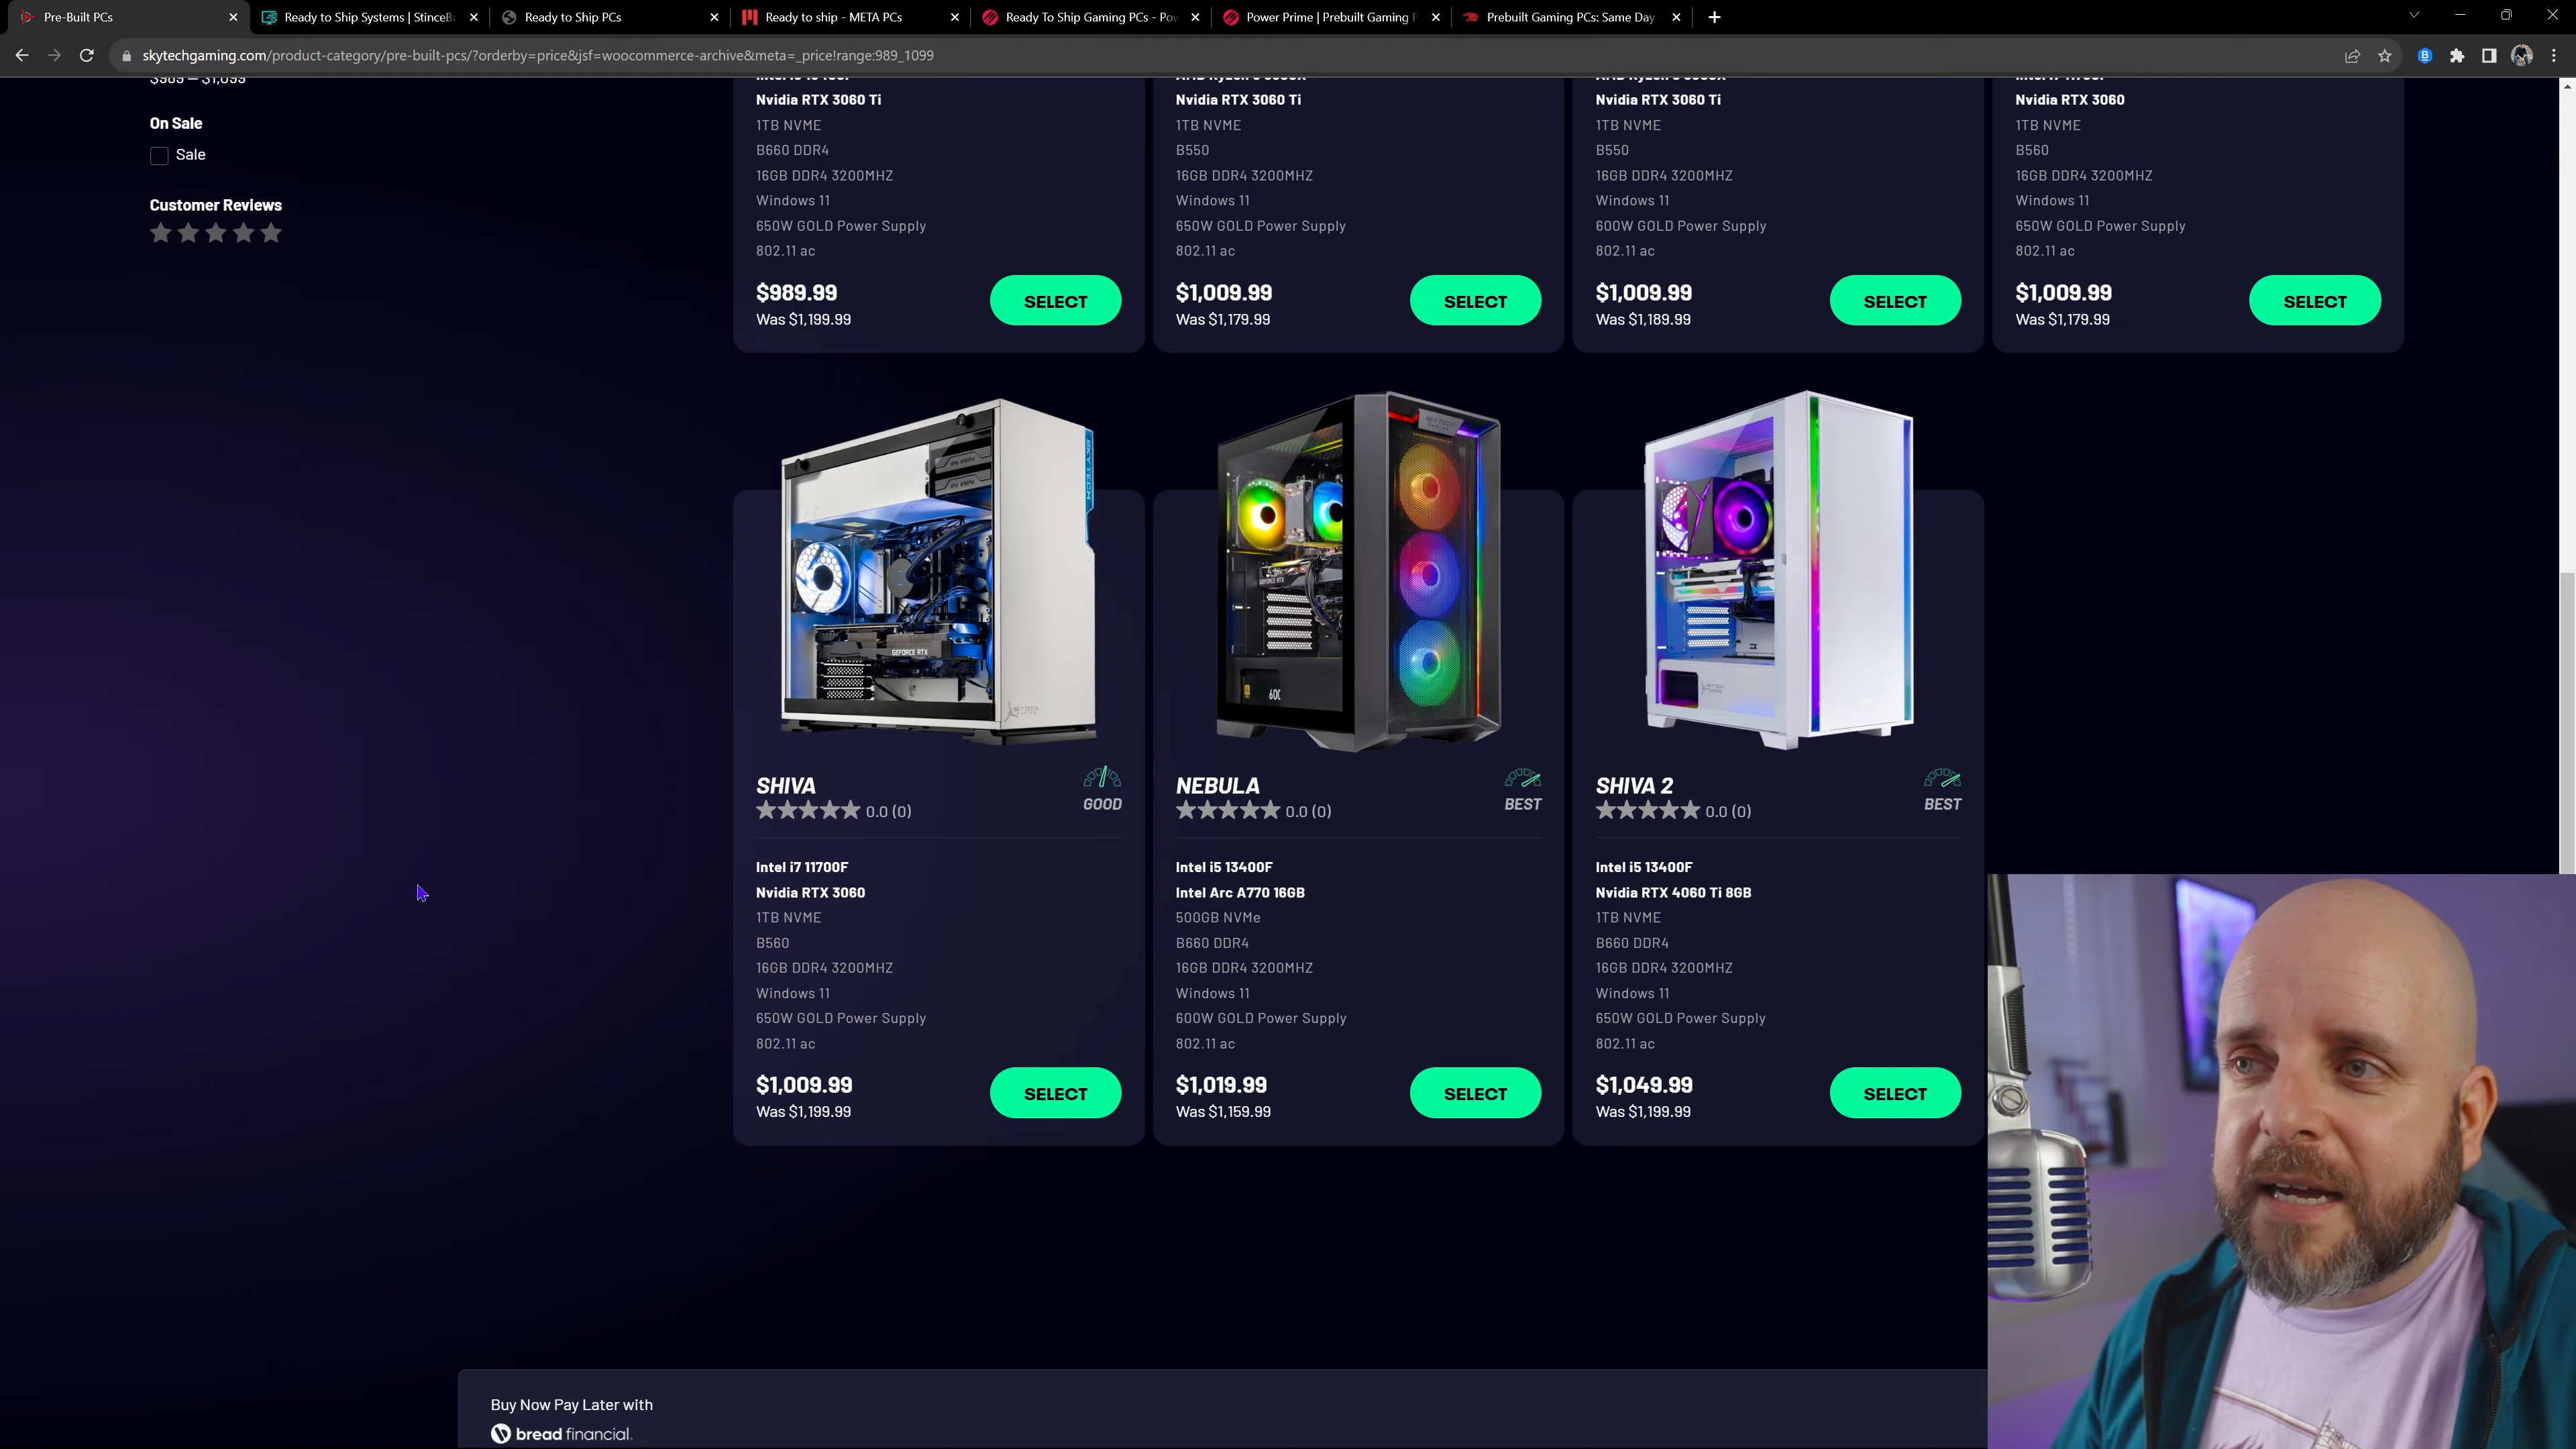 Pre-Built PCs
Ready to Ship Systems | StinceBu
Ready to Ship PCs
Ready to ship - META PCs
Ready To Ship Gaming PCs - Pow
Power Prime | Prebuilt Gaming P
Prebuilt Gaming PCs: Same Day
skytechgaming.com/product-category/pre-built-pcs/?orderby=price&jsf=woocommerce-archive&meta=_price!range:989_1099
$989 — $1,099
On Sale
Sale
Customer Reviews
Nvidia RTX 3060 Ti
1TB NVME
B660 DDR4
16GB DDR4 3200MHZ
Windows 11
650W GOLD Power Supply
802.11 ac
$989.99
Was $1,199.99
SELECT
Nvidia RTX 3060 Ti
1TB NVME
B550
16GB DDR4 3200MHZ
Windows 11
650W GOLD Power Supply
802.11 ac
$1,009.99
Was $1,179.99
SELECT
Nvidia RTX 3060 Ti
1TB NVME
B550
16GB DDR4 3200MHZ
Windows 11
600W GOLD Power Supply
802.11 ac
$1,009.99
Was $1,189.99
SELECT
Nvidia RTX 3060
1TB NVME
B560
16GB DDR4 3200MHZ
Windows 11
650W GOLD Power Supply
802.11 ac
$1,009.99
Was $1,179.99
SELECT
SKYTECH
GEFORCE RTX
SHIVA
0.0 (0)
GOOD
Intel i7 11700F
Nvidia RTX 3060
1TB NVME
B560
16GB DDR4 3200MHZ
Windows 11
650W GOLD Power Supply
802.11 ac
$1,009.99
Was $1,199.99
SELECT
GEFORCE RTX
600
NEBULA
0.0 (0)
BEST
Intel i5 13400F
Intel Arc A770 16GB
500GB NVMe
B660 DDR4
16GB DDR4 3200MHZ
Windows 11
600W GOLD Power Supply
802.11 ac
$1,019.99
Was $1,159.99
SELECT
SHIVA 2
0.0 (0)
BEST
Intel i5 13400F
Nvidia RTX 4060 Ti 8GB
1TB NVME
B660 DDR4
16GB DDR4 3200MHZ
Windows 11
650W GOLD Power Supply
802.11 ac
$1,049.99
Was $1,199.99
SELECT
Buy Now Pay Later with
bread financial.